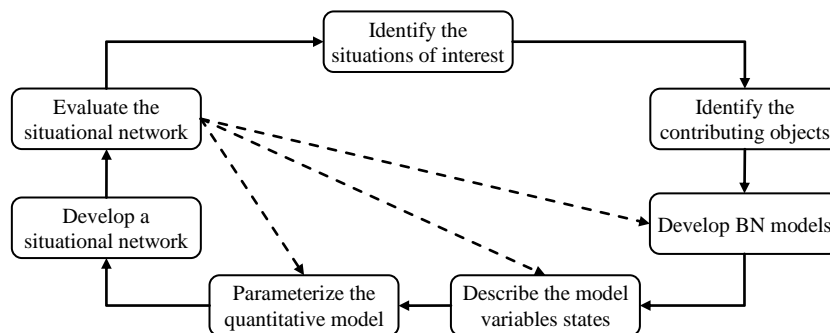 Identify the
situations of interest
Evaluate the
situational network
Identify the
contributing objects
Develop a
situational network
Develop BN models
Parameterize the
quantitative model
Describe the model
variables states